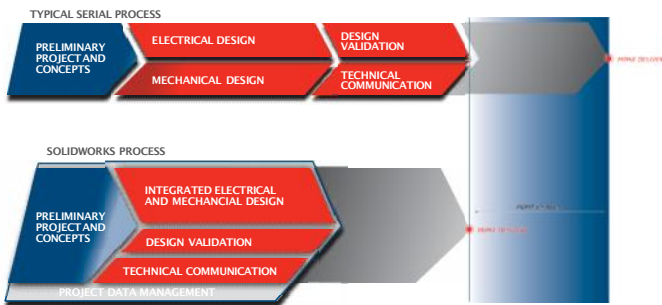 TYPICAL SERIAL PROCESS
PRELIMINARY
PROJECT AND
CONCEPTS
ELECTRICAL DESIGN
MECHANICAL DESIGN
DESIGN
VALIDATION
TECHNICAL
COMMUNICATION
SOLIDWORKS PROCESS
PRELIMINARY
PROJECT AND
CONCEPTS
INTEGRATED ELECTRICAL
AND MECHANCIAL DESIGN
DESIGN VALIDATION
TECHNICAL COMMUNICATION
PROJECT DATA MANAGEMENT